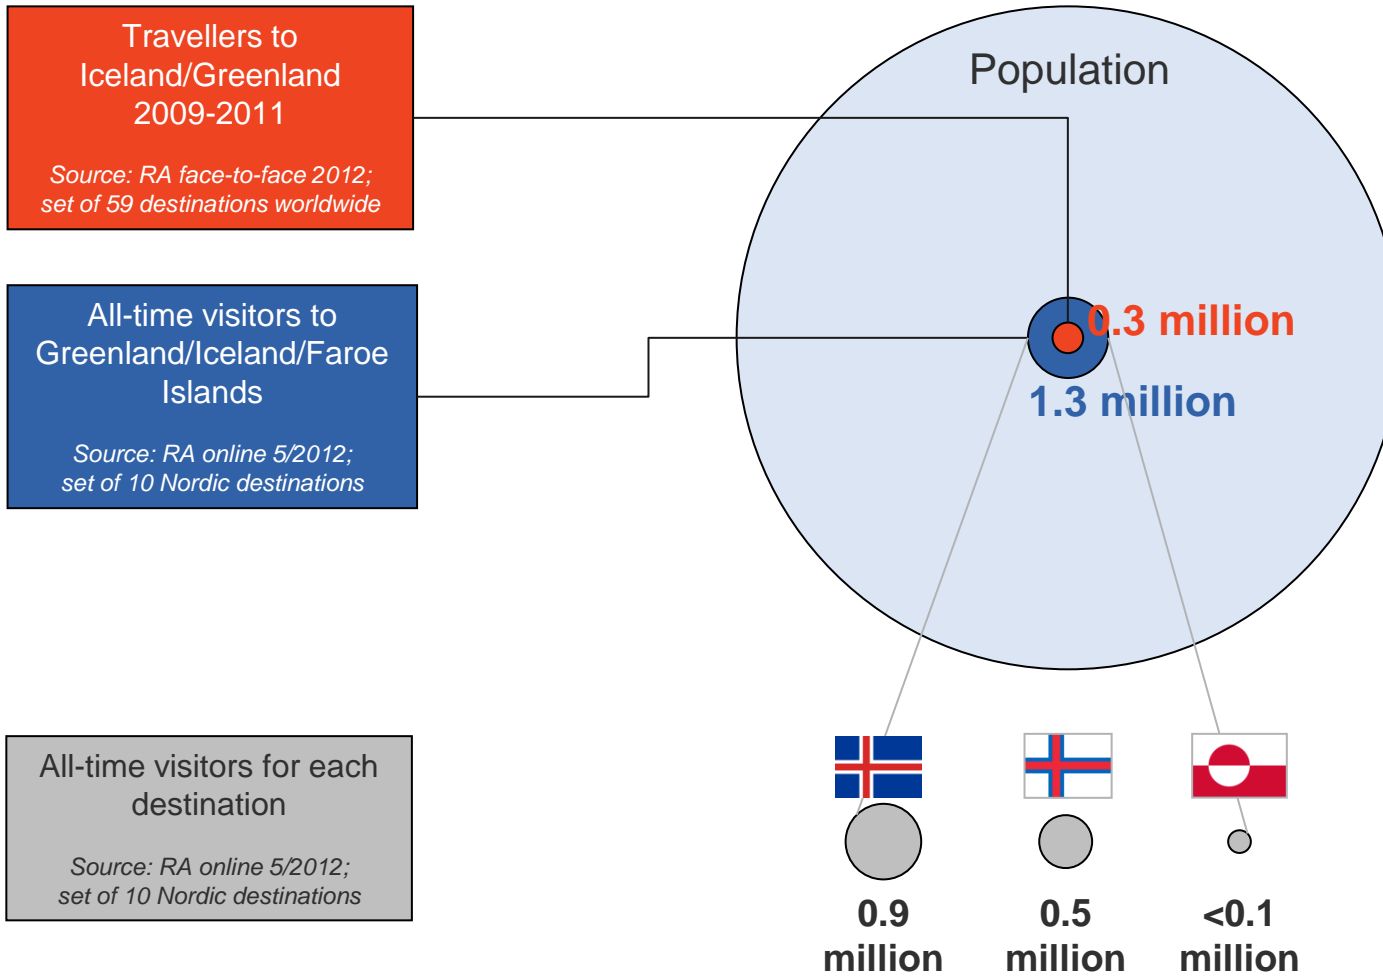 Travellers to
Iceland/Greenland
2009-2011
Source: RA face-to-face 2012;
set of 59 destinations worldwide
Population
0.3 million
All-time visitors to
Greenland/Iceland/Faroe
Islands
Source: RA online 5/2012;
set of 10 Nordic destinations
1.3 million
All-time visitors for each
destination
Source: RA online 5/2012;
set of 10 Nordic destinations
0.9
million
0.5
million
<0.1
million